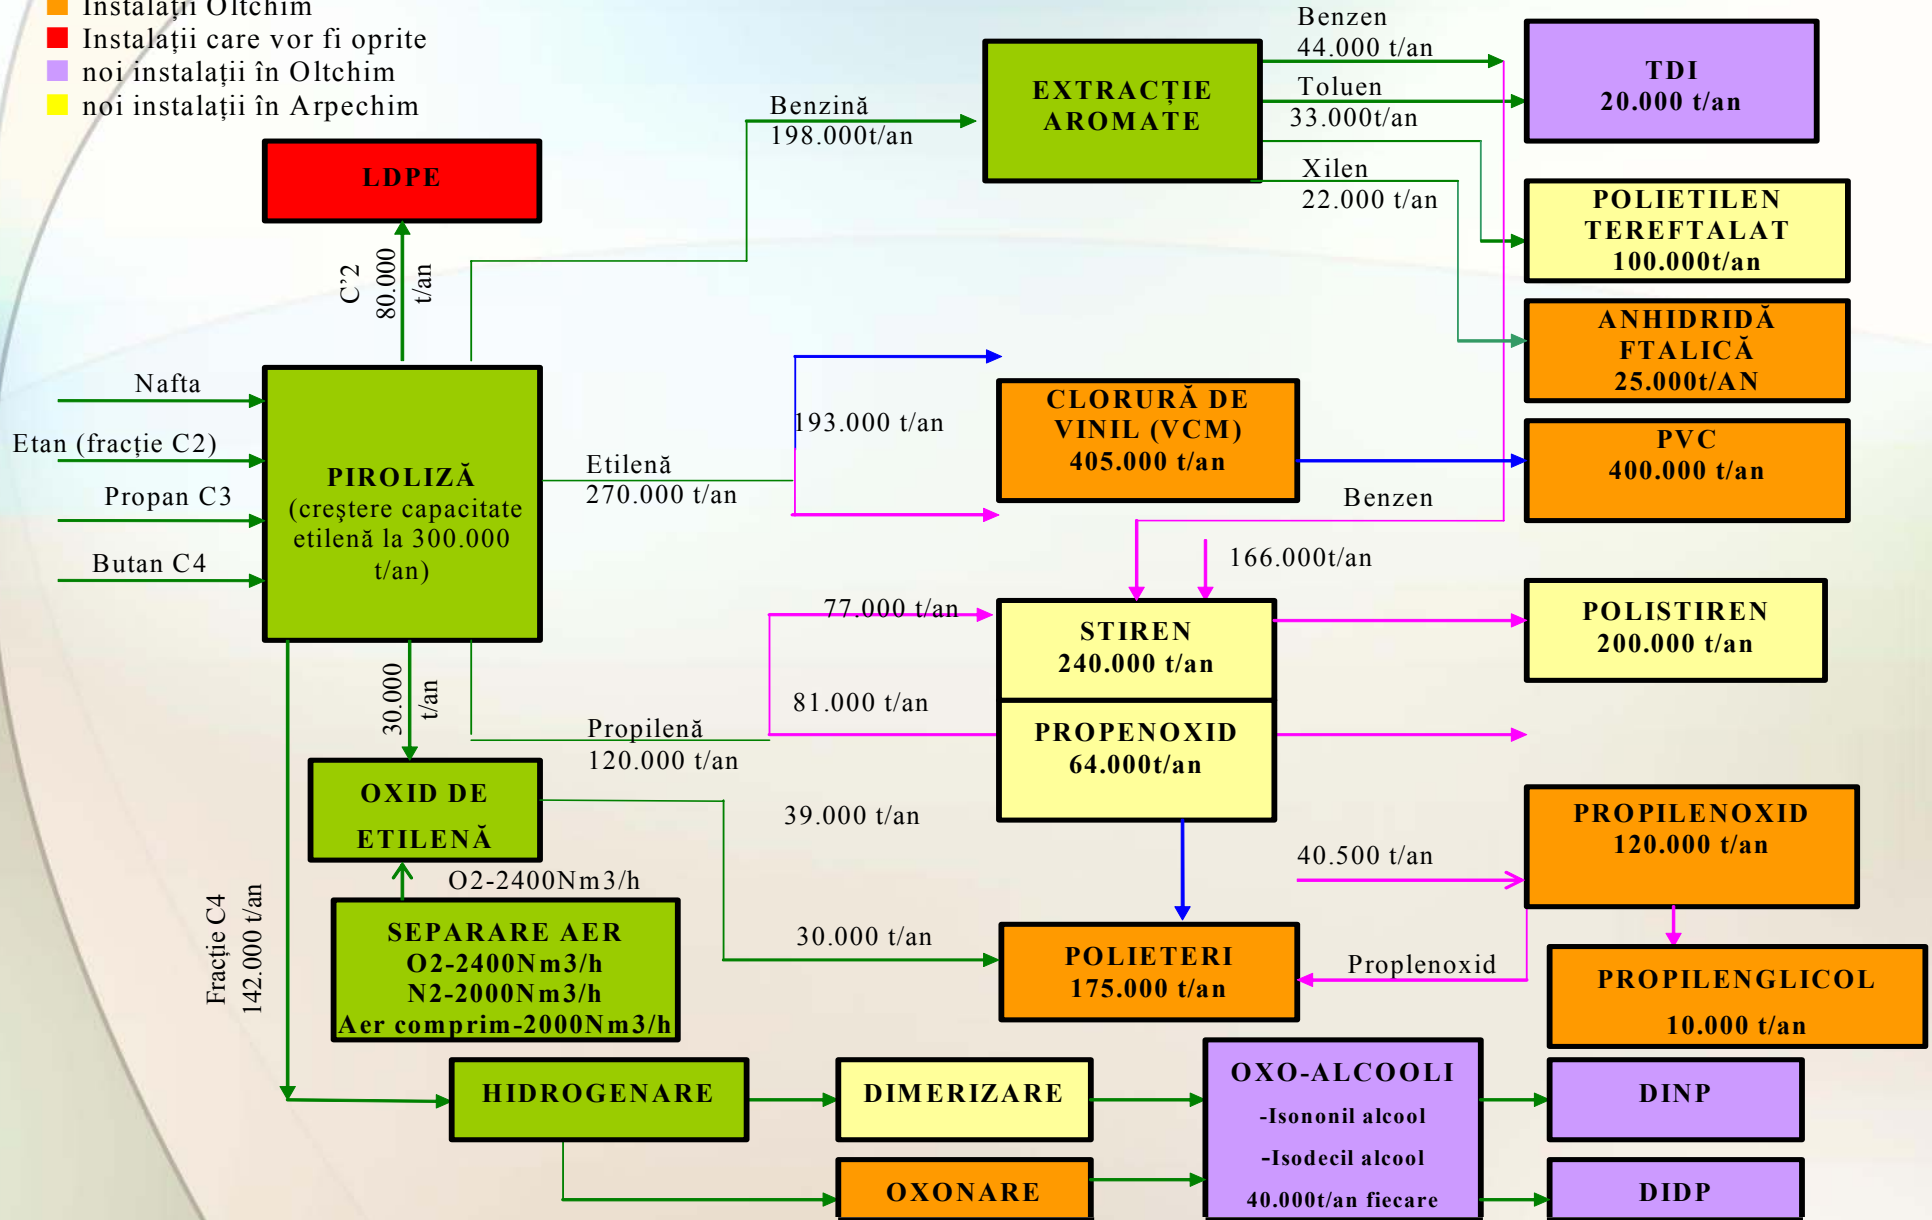 Instalații Oltchim
Instalații care vor fi oprite
noi instalații în Oltchim
noi instalații în Arpechim
LDPE
C'2
80.000
t/an
Benzină
198.000t/an
EXTRACȚIE
AROMATE
Benzen
44.000 t/an
Toluen
33.000t/an
Xilen
22.000 t/an
TDI
20.000 t/an
POLIETILEN
TEREFTALAT
100.000t/an
ANHIDRIDĂ
FTALICĂ
25.000t/AN
Nafta
Etan (fracție C2)
Propan C3
Butan C4
PIROLIZĂ
(creștere capacitate
etilenă la 300.000
t/an)
Etilenă
270.000 t/an
193.000 t/an
CLORURĂ DE
VINIL (VCM)
405.000 t/an
PVC
400.000 t/an
Benzen
166.000t/an
77.000 t/an
STIREN
240.000 t/an
POLISTIREN
200.000 t/an
81.000 t/an
PROPENOXID
64.000t/an
30.000
t/an
Propilenă
120.000 t/an
OXID DE
ETILENĂ
39.000 t/an
O2-2400Nm3/h
SEPARARE AER
O2-2400Nm3/h
N2-2000Nm3/h
Aer comprim-2000Nm3/h
Fracție C4
142.000 t/an
30.000 t/an
POLIETERI
175.000 t/an
40.500 t/an
PROPILENOXID
120.000 t/an
Proplenoxid
PROPILENGLICOL
10.000 t/an
HIDROGENARE
DIMERIZARE
OXONARE
OXO-ALCOOLI
-Isononil alcool
-Isodecil alcool
40.000t/an fiecare
DINP
DIDP